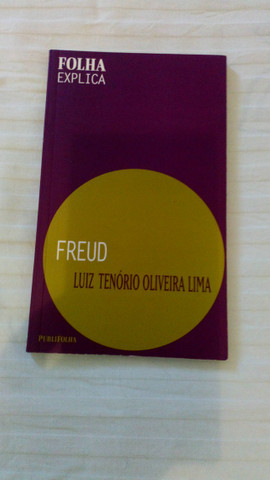 FOLHA
EXPLICA
FREUD
LUIZ TENÓRIO OLIVEIRA LIMA
PUBLIFOLHA